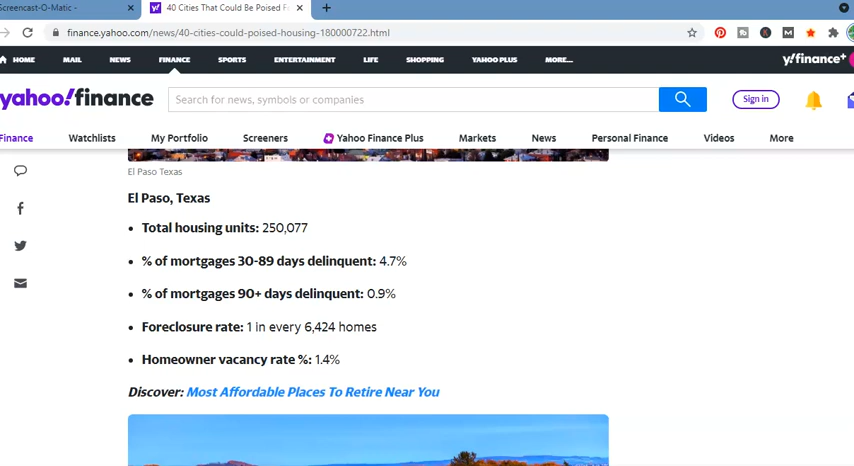 Screencast-O-Matic -
40 Cities That Could Be Poised F
finance.yahoo.com/news/40-cities-could-poised-housing-180000722.html
HOME MAIL NEWS FINANCE SPORTS ENTERTAINMENT LIFE SHOPPING YAHOO PLUS MORE... y!finance+
yahoo!finance Search for news, symbols or companies Sign in
Finance Watchlists My Portfolio Screeners Yahoo Finance Plus Markets News Personal Finance Videos More
El Paso Texas
El Paso, Texas
• Total housing units: 250,077
• % of mortgages 30-89 days delinquent: 4.7%
• % of mortgages 90+ days delinquent: 0.9%
• Foreclosure rate: 1 in every 6,424 homes
• Homeowner vacancy rate %: 1.4%
Discover: Most Affordable Places To Retire Near You